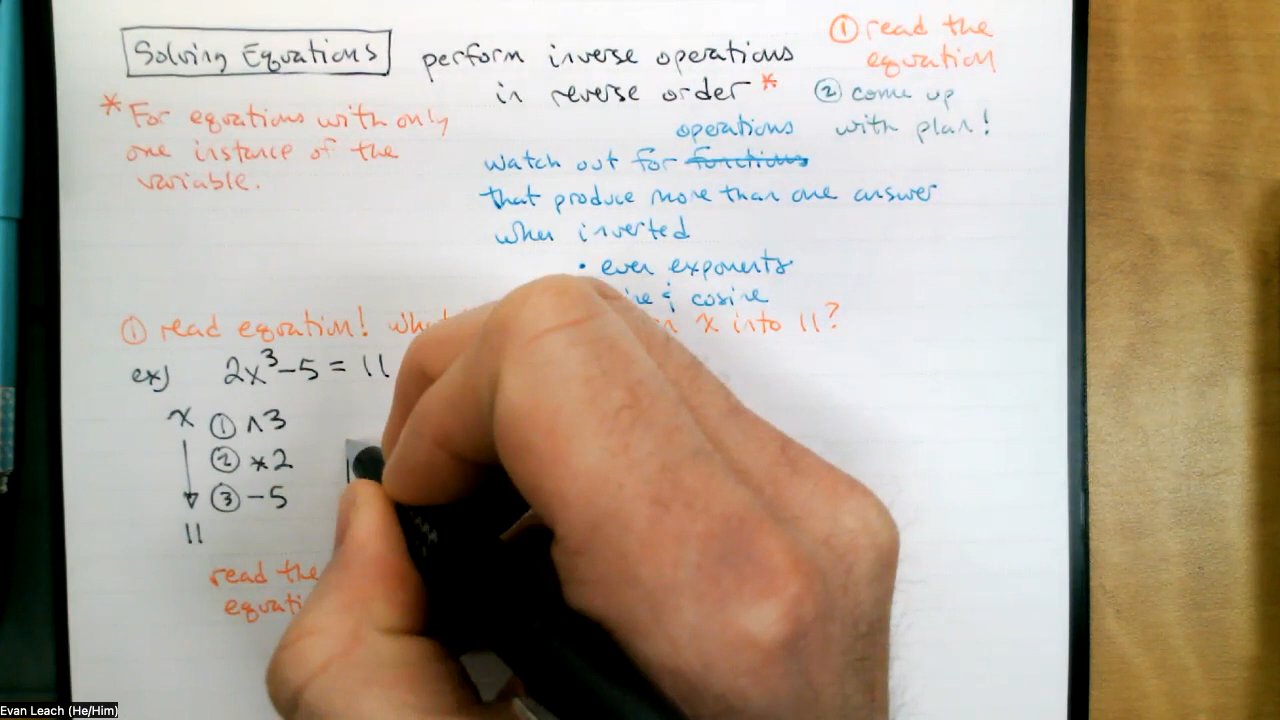 Solving Equations
perform inverse operations
in reverse order *
① read the
equation
② come up
with plan!
* For equations with only
one instance of the
variable.
operations
watch out for functions
that produce more than one answer
when inverted
• even exponents
& cosine
① read equation! x into 11?
ex) 2x³-5 = 11
x ① ^3
② *2
③ -5
11
read the
Evan Leach (He/Him)